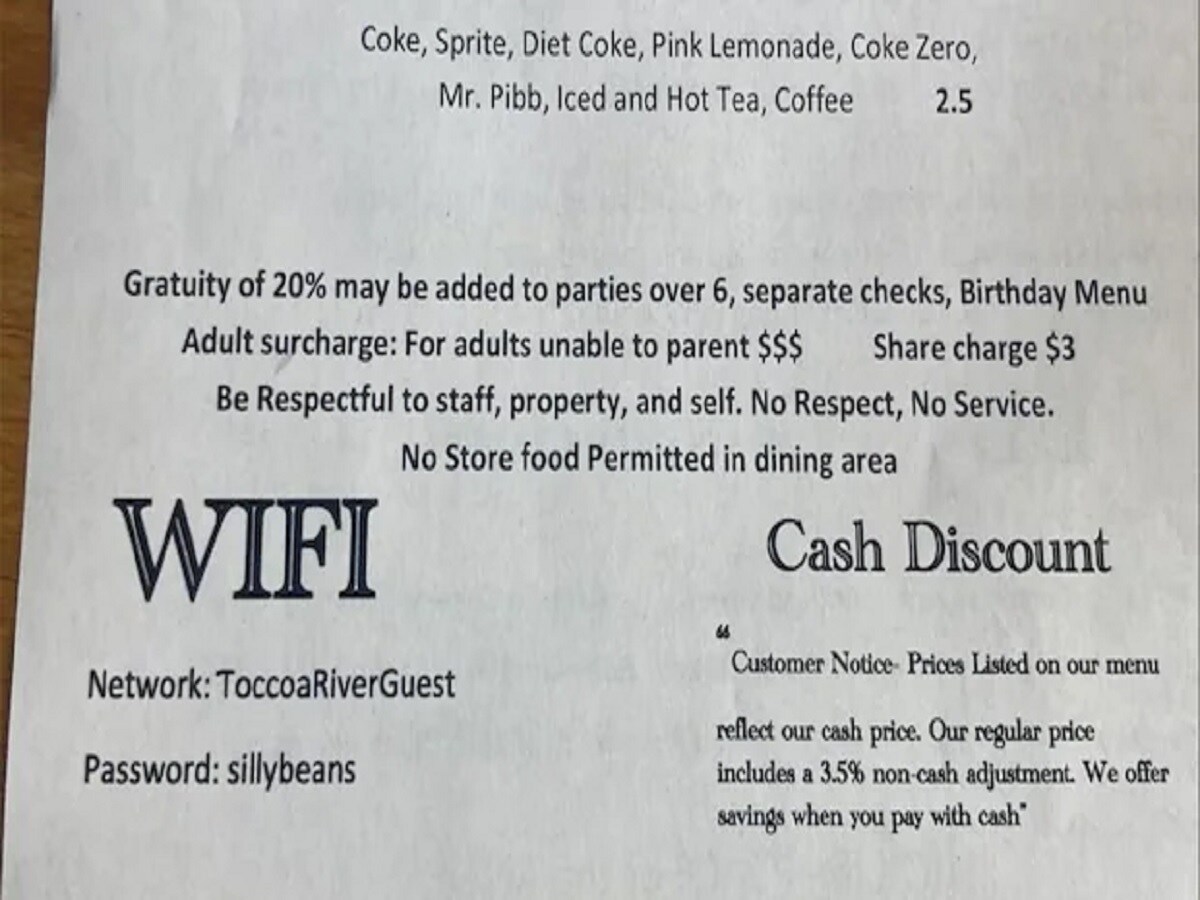 Coke, Sprite, Diet Coke, Pink Lemonade, Coke Zero,
Mr. Pibb, Iced and Hot Tea, Coffee 2.5
Gratuity of 20% may be added to parties over 6, separate checks, Birthday Menu
Adult surcharge: For adults unable to parent $$$ Share charge $3
Be Respectful to staff, property, and self. No Respect, No Service.
No Store food Permitted in dining area
WIFI
Network: ToccoaRiverGuest
Password: sillybeans
Cash Discount
“
Customer Notice- Prices Listed on our menu
reflect our cash price. Our regular price
includes a 3.5% non-cash adjustment. We offer
savings when you pay with cash"